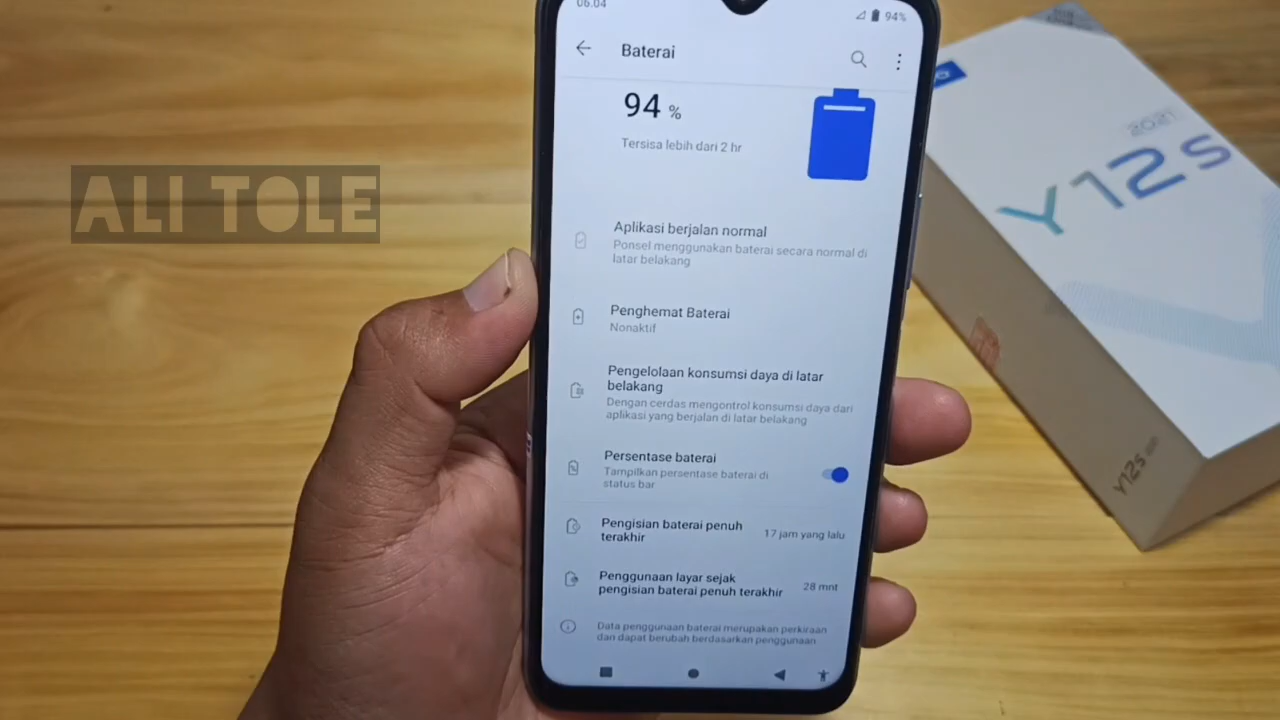 06.04
94%
Baterai
94 %
Tersisa lebih dari 2 hr
Aplikasi berjalan normal
Ponsel menggunakan baterai secara normal di
latar belakang
Penghemat Baterai
Nonaktif
Pengelolaan konsumsi daya di latar
belakang
Dengan cerdas mengontrol konsumsi daya dari
aplikasi yang berjalan di latar belakang
Persentase baterai
Tampilkan persentase baterai di
status bar
Pengisian baterai penuh
terakhir
17 jam yang lalu
Penggunaan layar sejak
pengisian baterai penuh terakhir
28 mnt
Data penggunaan baterai merupakan perkiraan
dan dapat berubah berdasarkan penggunaan
ALI TOLE
2021
Y12s
Y12s